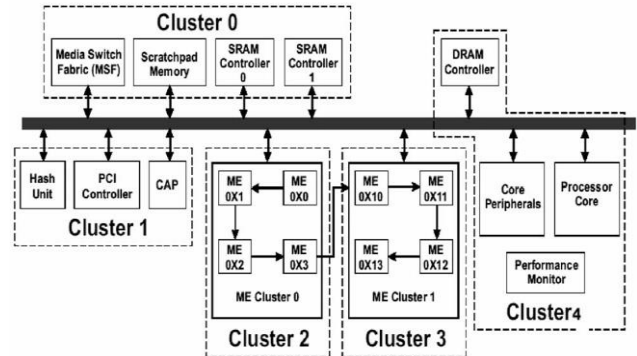 Cluster 0
Media Switch
Fabric (MSF)
Scratchpad
Memory
SRAM
Controller
0
SRAM
Controller
1
DRAM
Controller
Hash
Unit
PCI
Controller
CAP
Cluster 1
ME
0X1
ME
0X0
ME
0X2
ME
0X3
ME Cluster 0
Cluster 2
ME
0X10
ME
0X11
ME
0X13
ME
0X12
ME Cluster 1
Cluster 3
Core
Peripherals
Processor
Core
Performance
Monitor
Cluster4